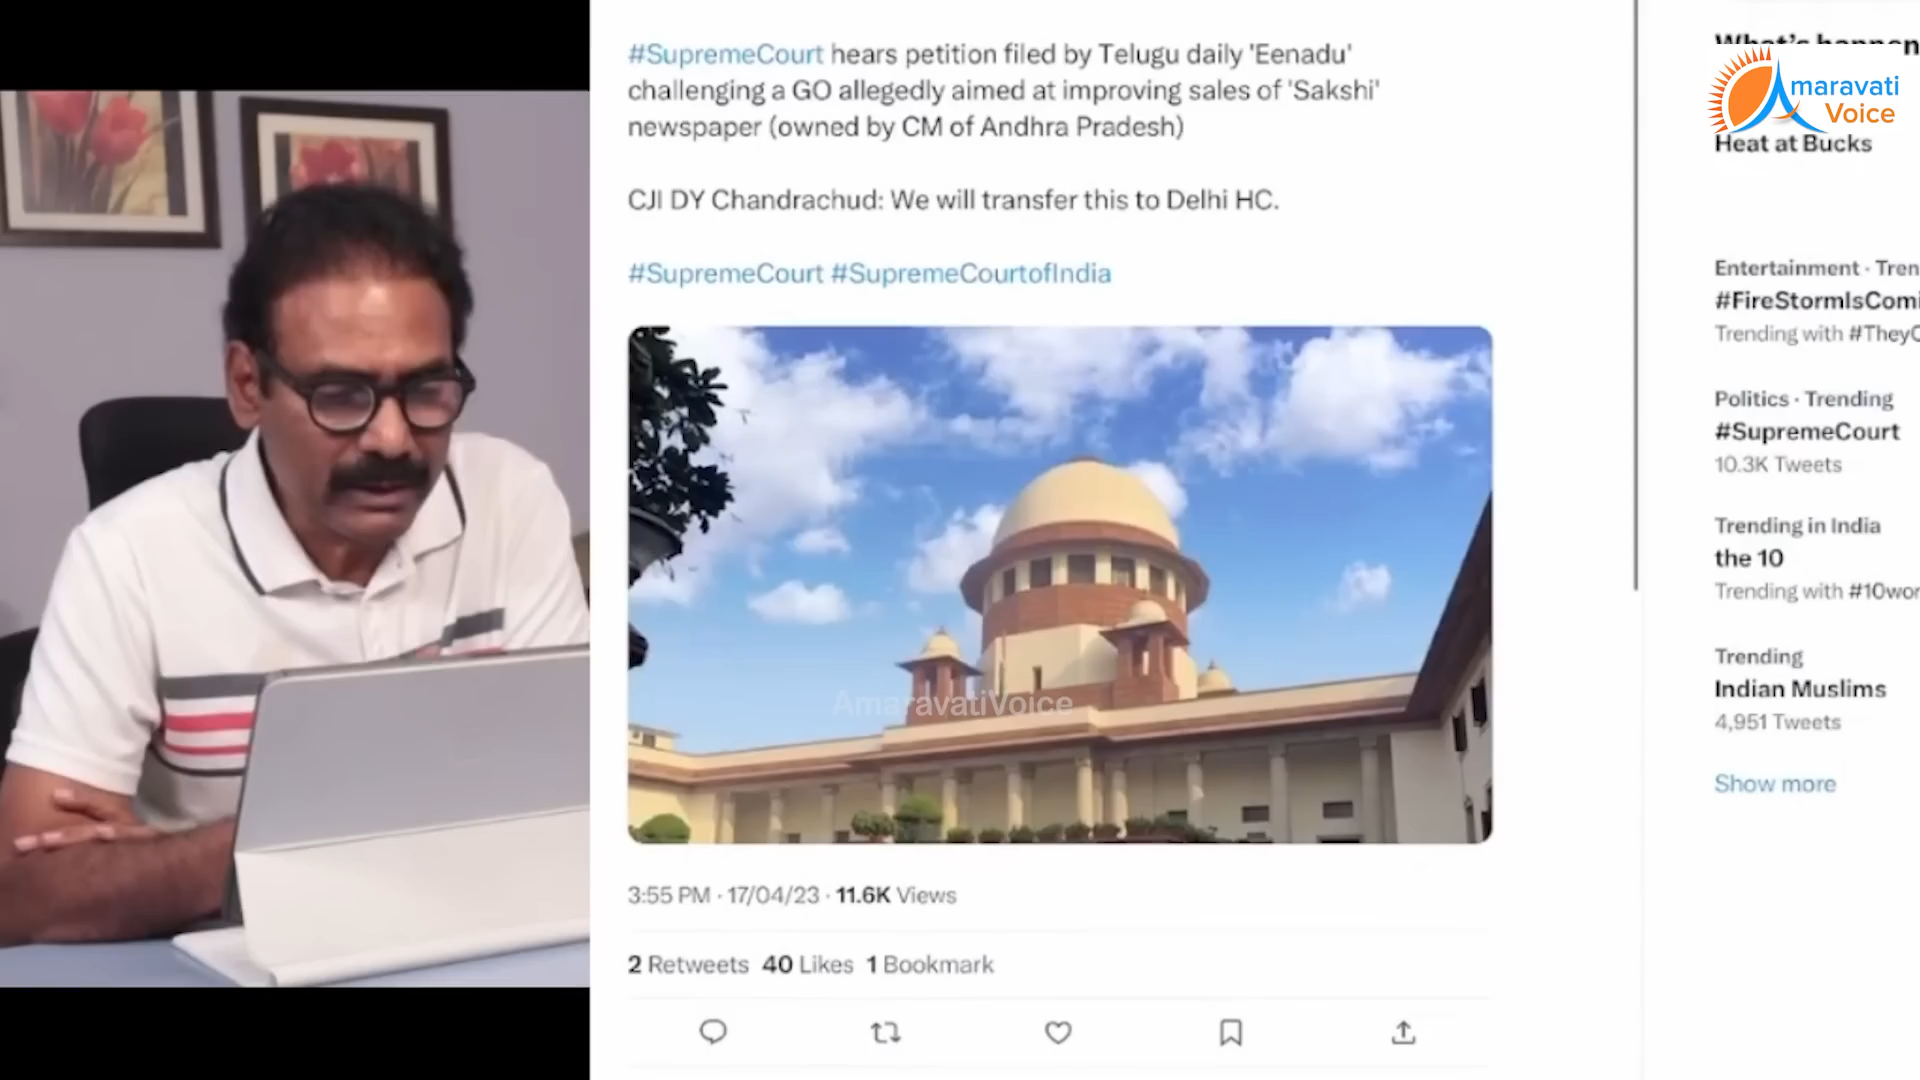 #SupremeCourt hears petition filed by Telugu daily 'Eenadu'
challenging a GO allegedly aimed at improving sales of 'Sakshi'
newspaper (owned by CM of Andhra Pradesh)
CJI DY Chandrachud: We will transfer this to Delhi HC.
#SupremeCourt #SupremeCourtofIndia
AmaravatiVoice
3:55 PM · 17/04/23 · 11.6K Views
2 Retweets 40 Likes 1 Bookmark
What's happen
Amaravati
Voice
Heat at Bucks
Entertainment · Tren
#FireStormIsComi
Trending with #TheyC
Politics · Trending
#SupremeCourt
10.3K Tweets
Trending in India
the 10
Trending with #10wor
Trending
Indian Muslims
4,951 Tweets
Show more